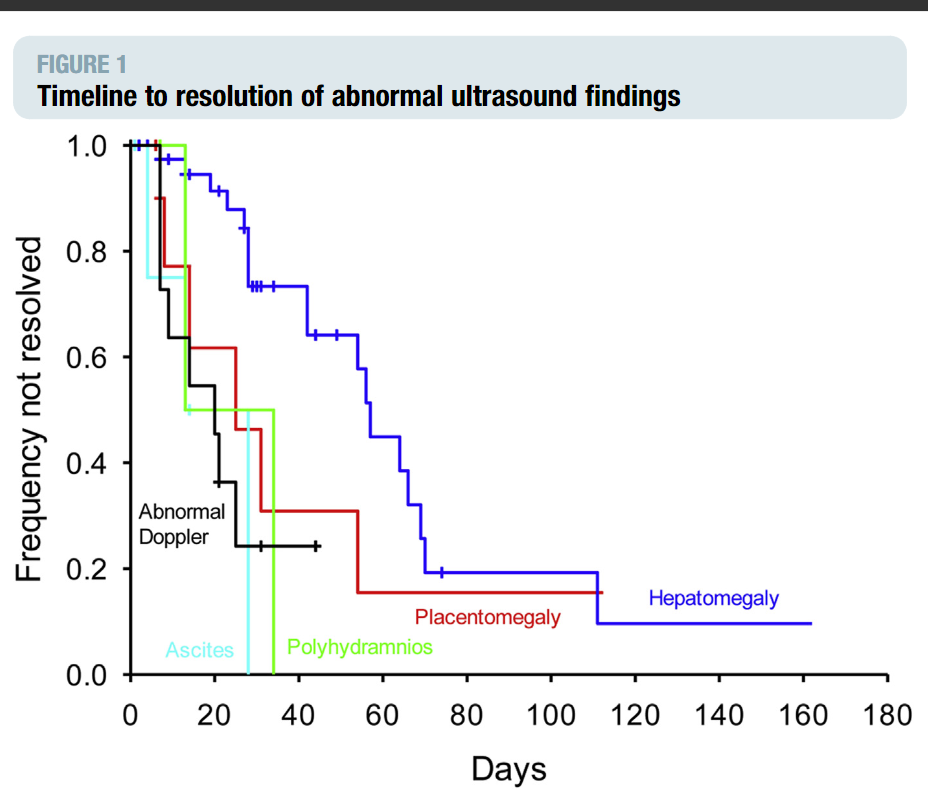 FIGURE 1
Timeline to resolution of abnormal ultrasound findings
Frequency not resolved
1.0
0.8
0.6
0.4
0.2
0.0
Abnormal
Doppler
Ascites
Polyhydramnios
Placentomegaly
Hepatomegaly
0 20 40 60 80 100 120 140 160 180
Days